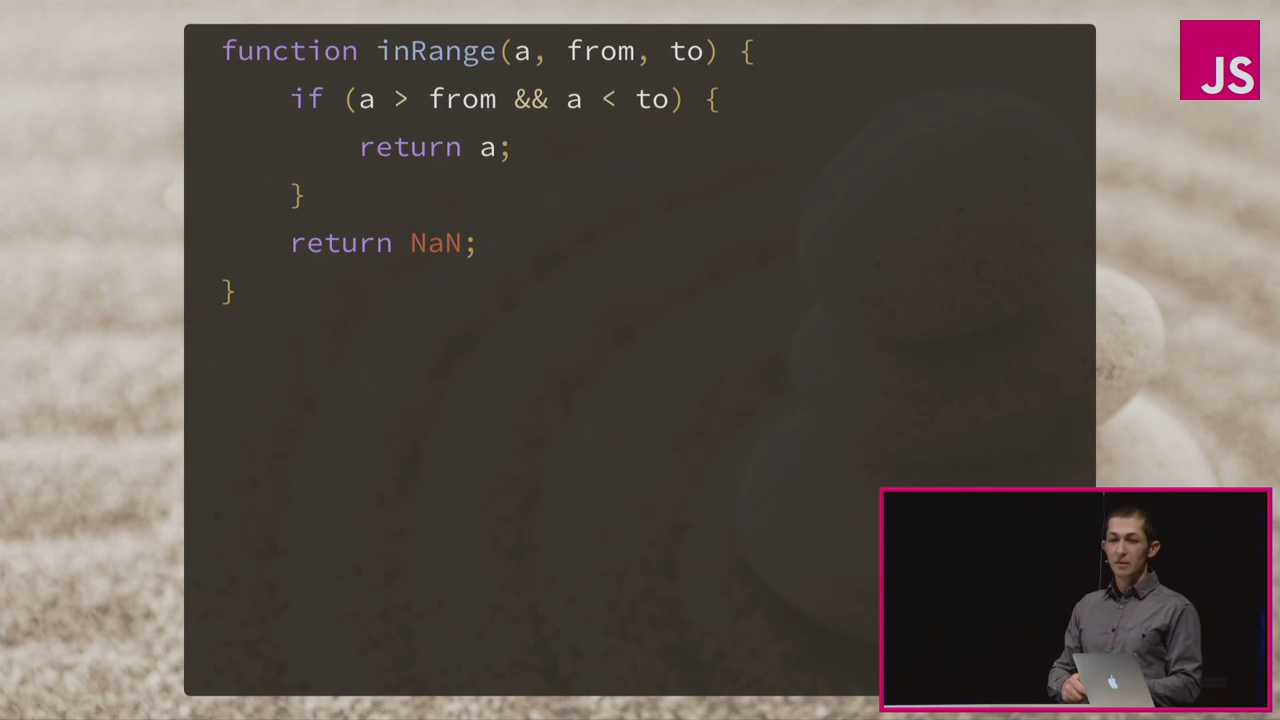 function inRange(a, from, to) {
    if (a > from && a < to) {
        return a;
    }
    return NaN;
}
JS